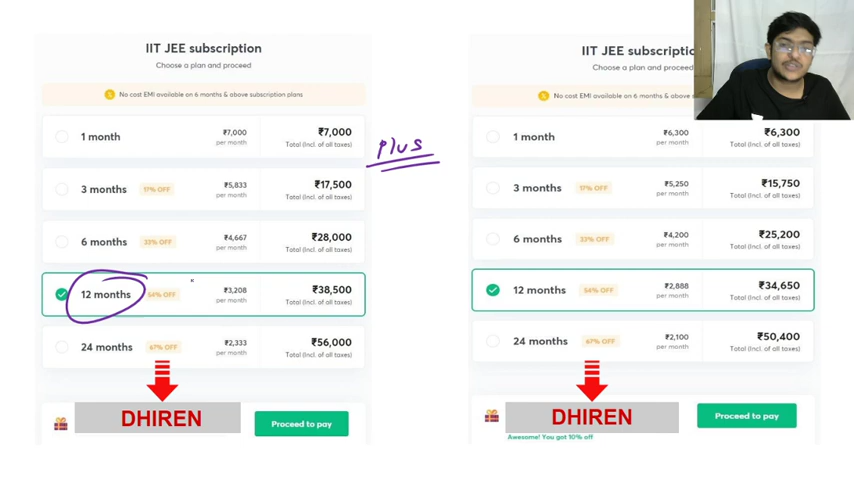 IIT JEE subscription
Choose a plan and proceed
No cost EMI available on 6 months & above subscription plans
1 month ₹7,000 per month ₹7,000 Total (Incl. of all taxes)
3 months 17% OFF ₹5,833 per month ₹17,500 Total (Incl. of all taxes)
6 months 33% OFF ₹4,667 per month ₹28,000 Total (Incl. of all taxes)
12 months 54% OFF ₹3,208 per month ₹38,500 Total (Incl. of all taxes)
24 months 67% OFF ₹2,333 per month ₹56,000 Total (Incl. of all taxes)
DHIREN
Proceed to pay
plus
IIT JEE subscriptio
Choose a plan and proceed
No cost EMI available on 6 months & above su
1 month ₹6,300 per month ₹6,300 Total (Incl. of all taxes)
3 months 17% OFF ₹5,250 per month ₹15,750 Total (Incl. of all taxes)
6 months 33% OFF ₹4,200 per month ₹25,200 Total (Incl. of all taxes)
12 months 54% OFF ₹2,888 per month ₹34,650 Total (Incl. of all taxes)
24 months 67% OFF ₹2,100 per month ₹50,400 Total (Incl. of all taxes)
DHIREN
Awesome! You got 10% off
Proceed to pay